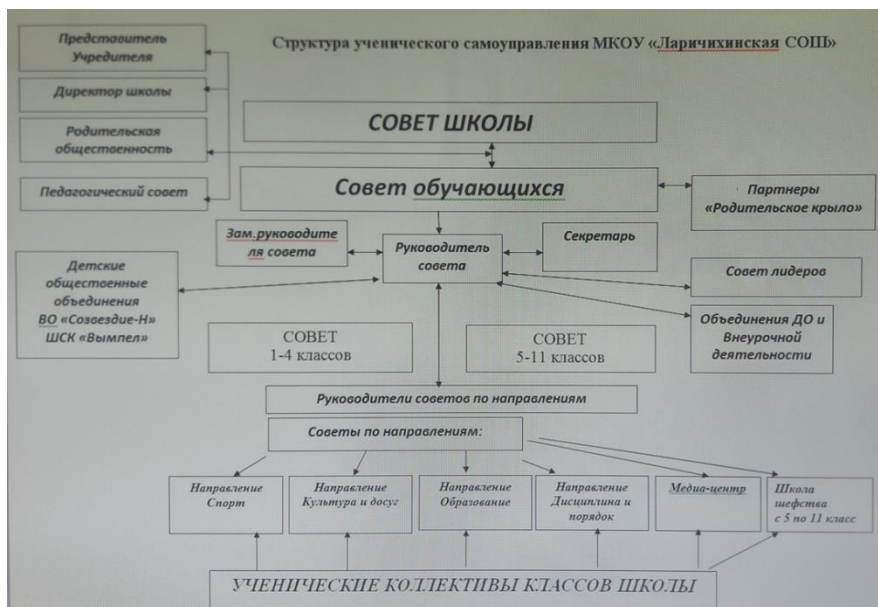 Структура ученического самоуправления МКОУ «Ларичихинская СОШ»
Представитель
Учредителя
Директор школы
Родительская
общественность
Педагогический совет
СОВЕТ ШКОЛЫ
Совет обучающихся
Партнеры
«Родительское крыло»
Зам.руководите
ля совета
Руководитель
совета
Секретарь
Совет лидеров
Детские
общественные
объединения
ВО «Созвездие-Н»
ШСК «Вымпел»
Объединения ДО и
Внеурочной
деятельности
СОВЕТ
1-4 классов
СОВЕТ
5-11 классов
Руководители советов по направлениям
Советы по направлениям:
Направление
Спорт
Направление
Культура и досуг
Направление
Образование
Направление
Дисциплина и
порядок
Медиа-центр
Школа
шефства
с 5 по 11 класс
УЧЕНИЧЕСКИЕ КОЛЛЕКТИВЫ КЛАССОВ ШКОЛЫ